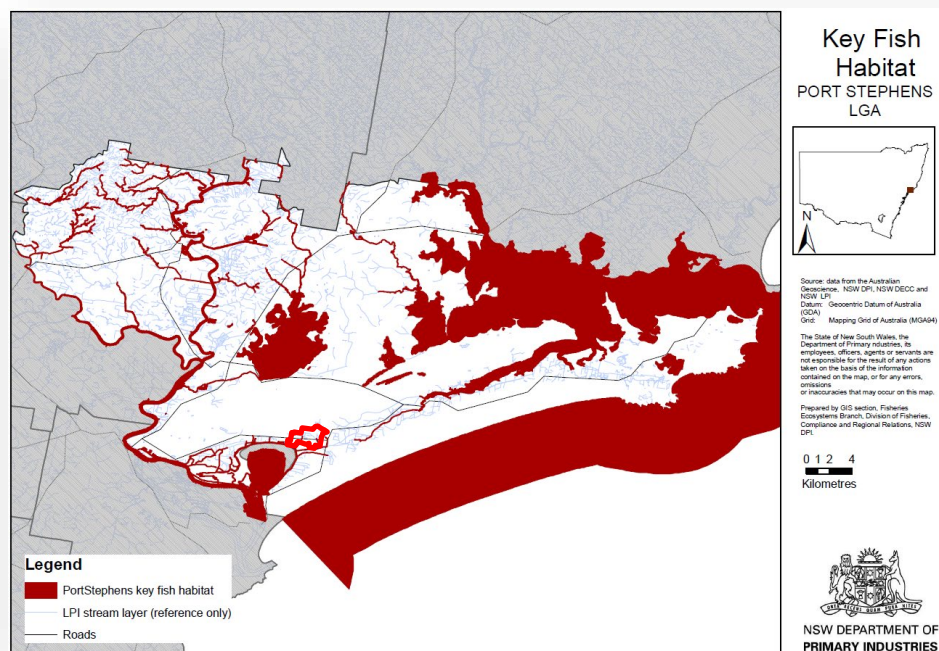 Key Fish
Habitat
PORT STEPHENS
LGA
N
Source: data from the Australian
Geoscience, NSW DPI, NSW DECC and
NSW LPI
Datum: Geocentric Datum of Australia
(GDA)
Grid: Mapping Grid of Australia (MGA94)
The State of New South Wales, the
Department of Primary ndustries, its
employees, officers, agents or servants are
not esponsible for the result of any actions
taken on the basis of the information
contained on the map, or for any errors,
omissions
or inaccuracies that may occur on this map.
Prepared by GIS section, Fisheries
Ecosystems Branch, Division of Fisheries,
Compliance and Regional Relations, NSW
DPI.
0 1 2 4
Kilometres
Legend
PortStephens key fish habitat
LPI stream layer (reference only)
Roads
NSW DEPARTMENT OF
PRIMARY INDUSTRIES